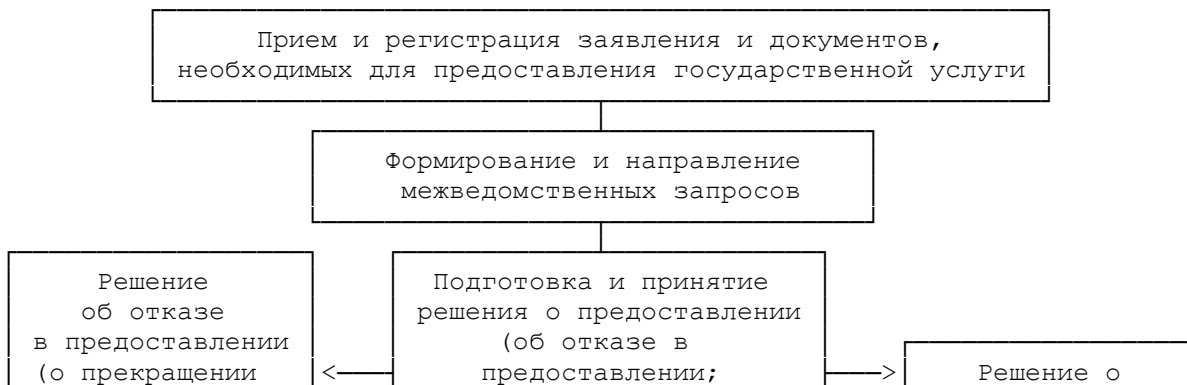 Прием и регистрация заявления и документов,
необходимых для предоставления государственной услуги
Формирование и направление
межведомственных запросов
Решение
об отказе
в предоставлении
(о прекращении
Подготовка и принятие
решения о предоставлении
(об отказе в
предоставлении;
Решение о